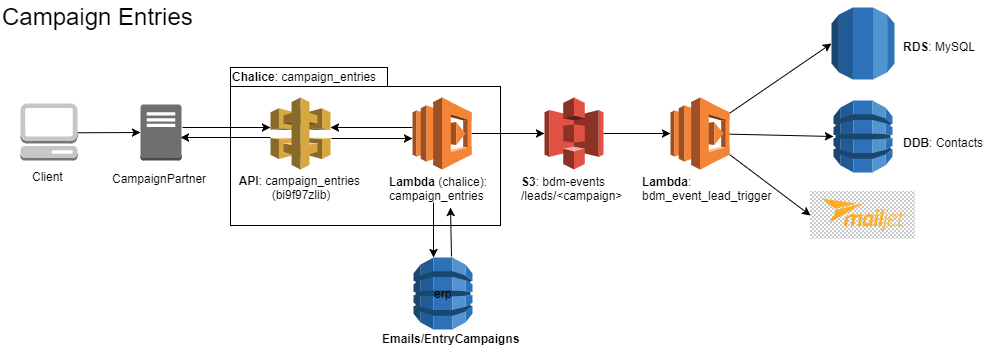 Campaign Entries
Chalice: campaign_entries
RDS: MySQL
DDB: Contacts
Client
CampaignPartner
API: campaign_entries
(bi9f97zlib)
Lambda (chalice):
campaign_entries
S3: bdm-events
/leads/<campaign>
Lambda:
bdm_event_lead_trigger
mailjet
erp
Emails/EntryCampaigns